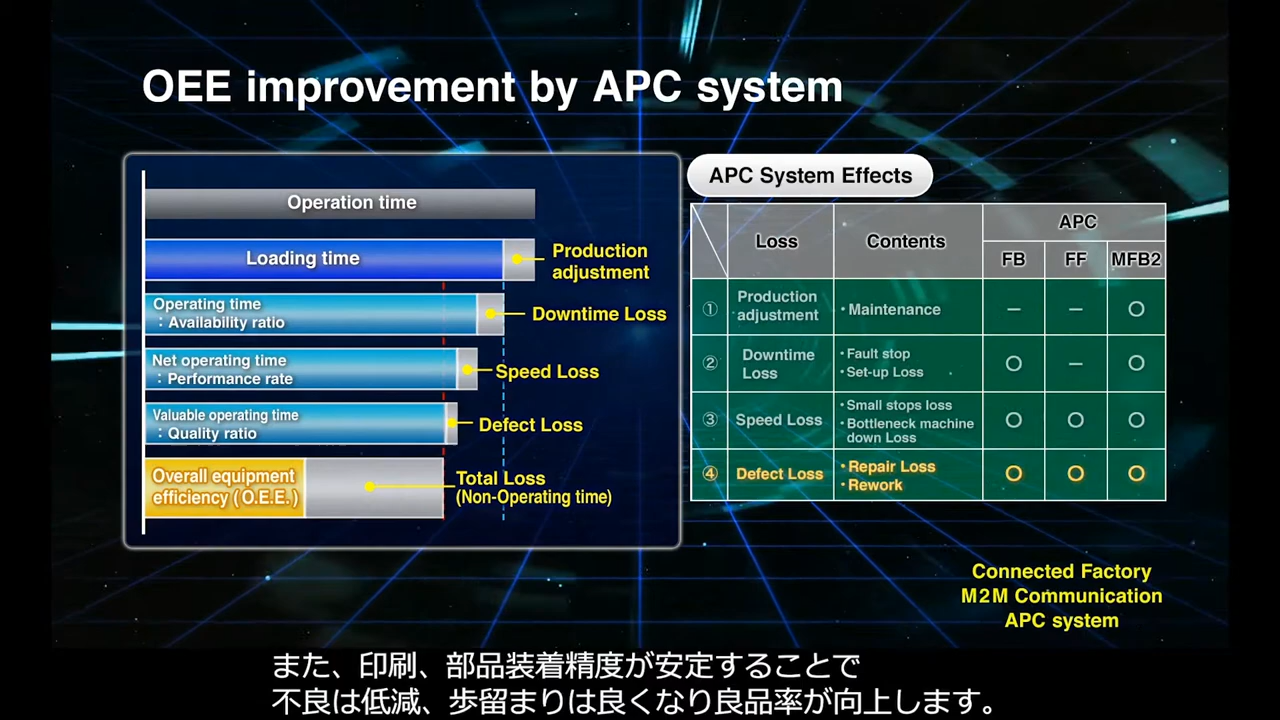 OEE improvement by APC system
Operation time
Loading time
Production
adjustment
Operating time
：Availability ratio
Downtime Loss
Net operating time
：Performance rate
Speed Loss
Valuable operating time
：Quality ratio
Defect Loss
Overall equipment
efficiency ( O.E.E. )
Total Loss
(Non-Operating time)
APC System Effects
Loss
Contents
APC
FB
FF
MFB2
① Production adjustment ・Maintenance － － ○
② Downtime Loss ・Fault stop ・Set-up Loss ○ － ○
③ Speed Loss ・Small stops loss ・Bottleneck machine down Loss ○ ○ ○
④ Defect Loss ・Repair Loss ・Rework ○ ○ ○
Connected Factory
M2M Communication
APC system
また、印刷、部品装着精度が安定することで
不良は低減、歩留まりは良くなり良品率が向上します。